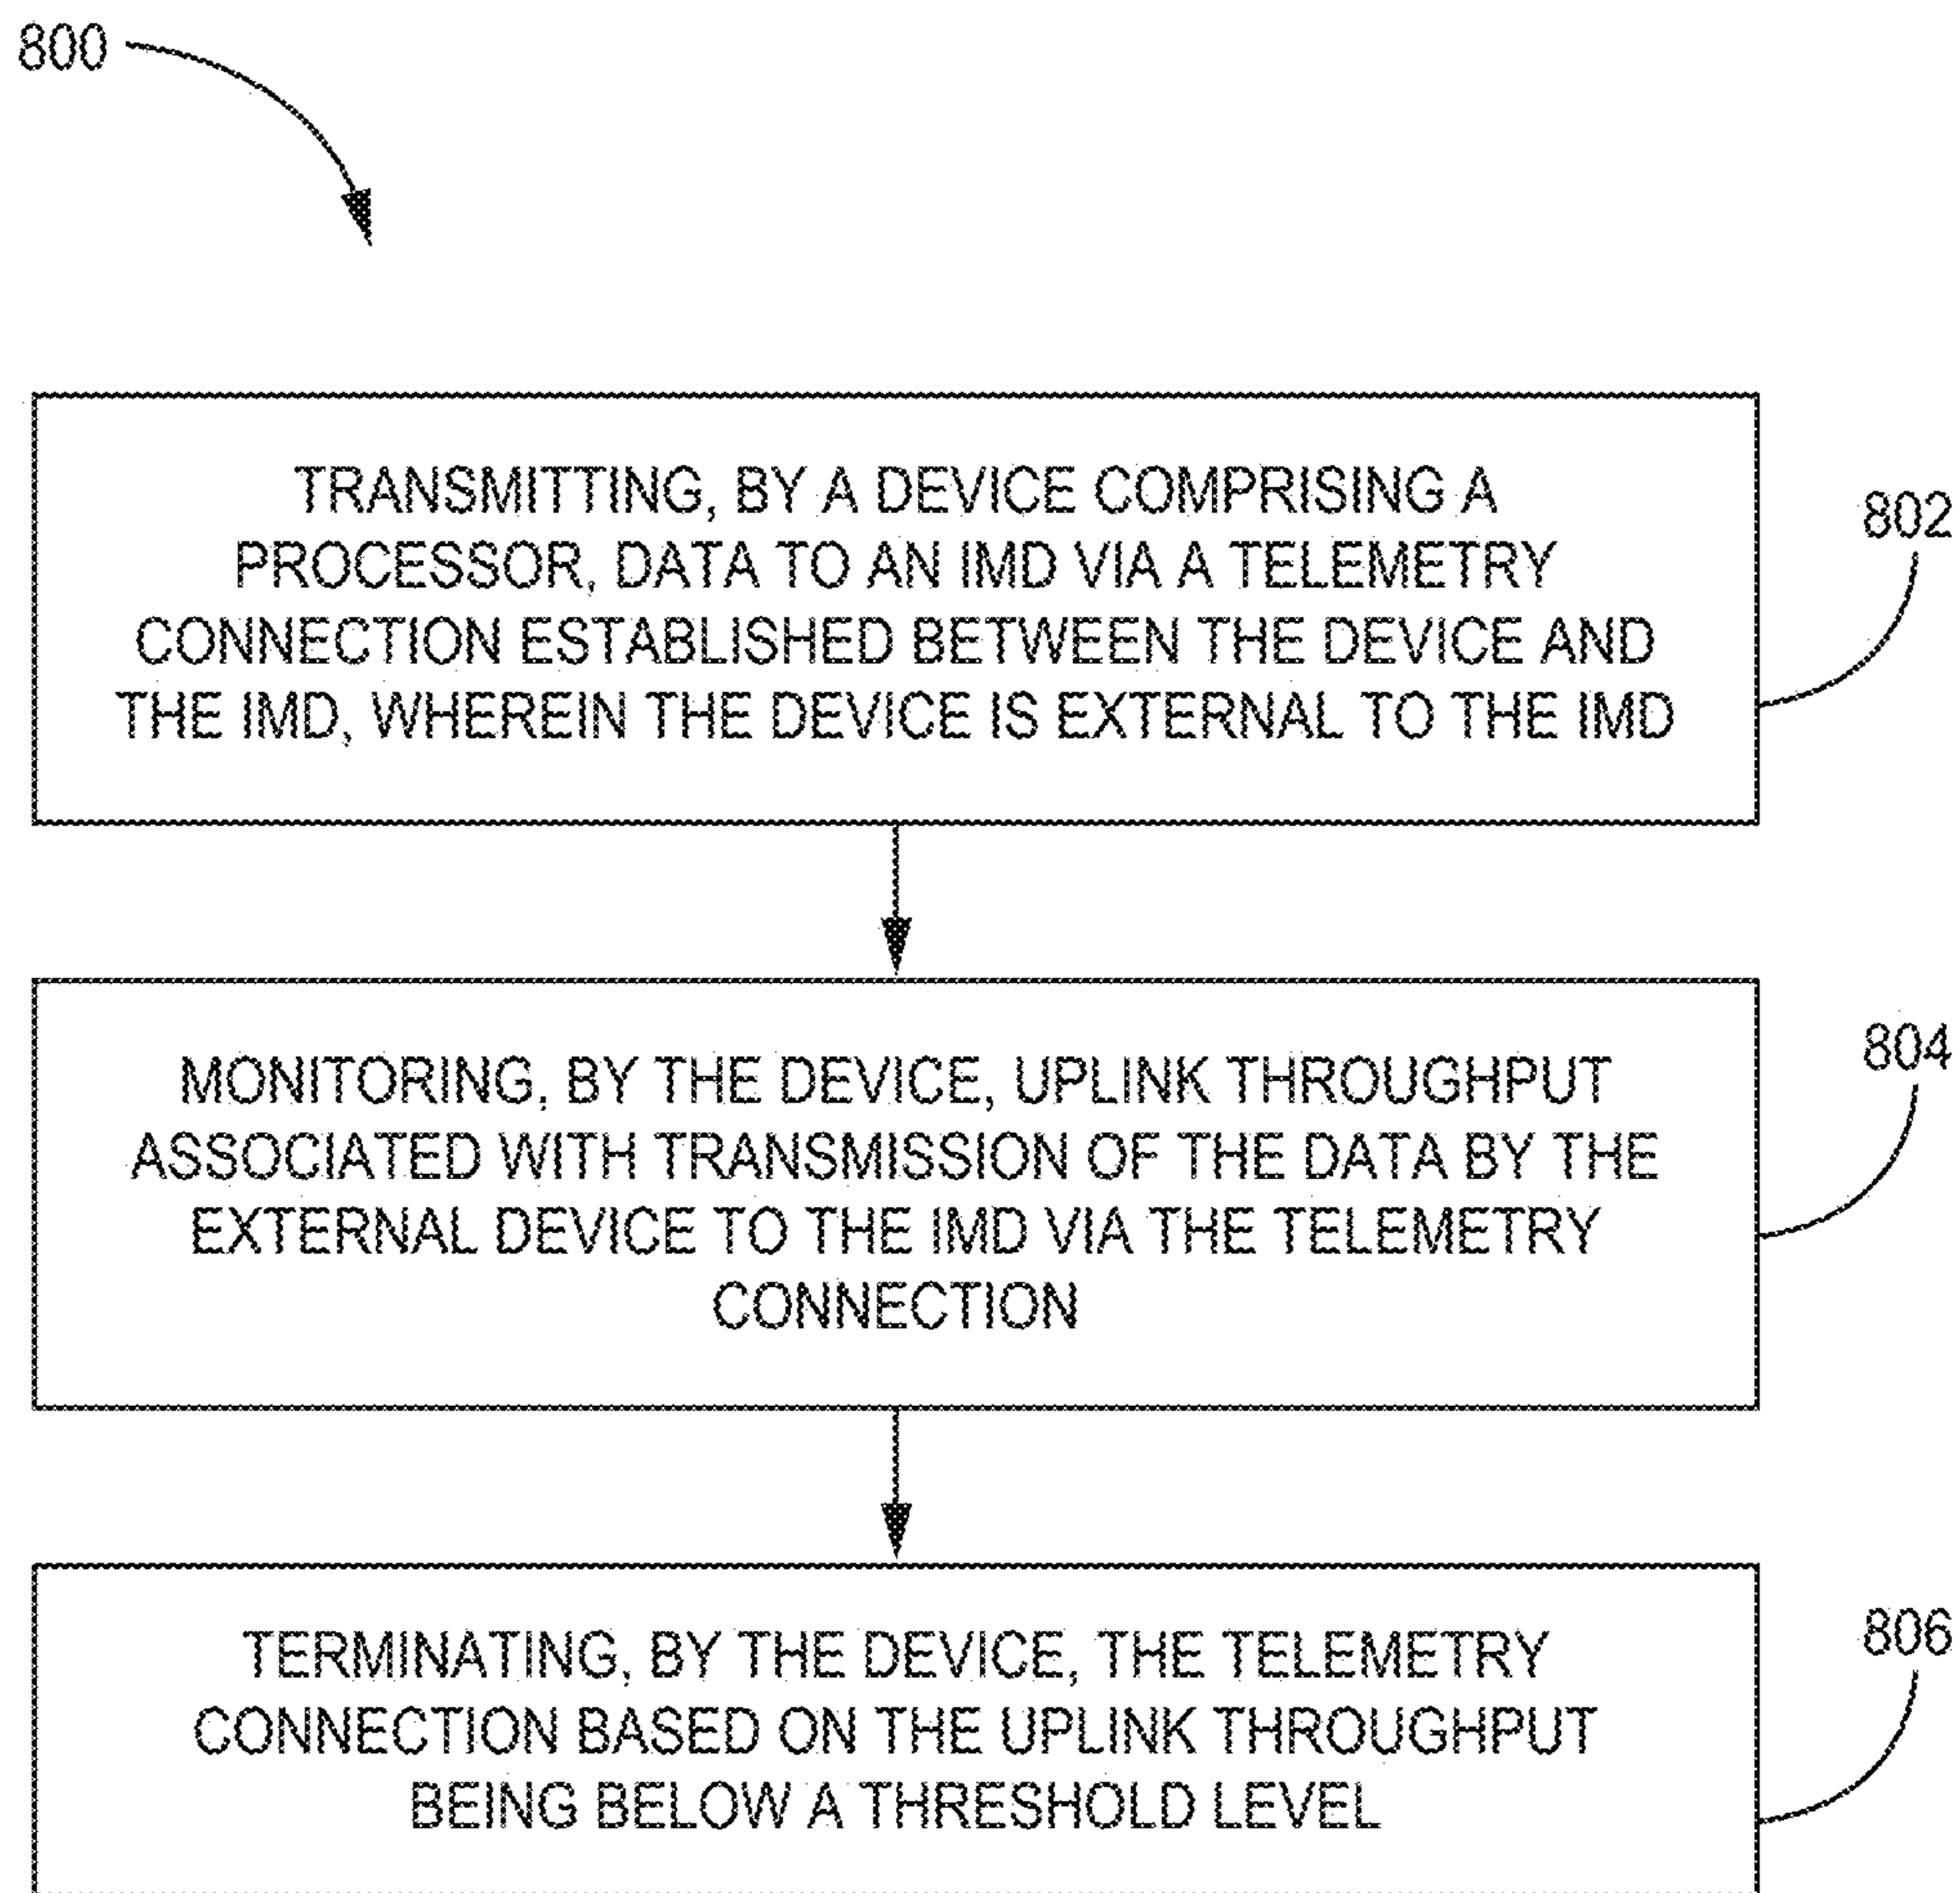 800
TRANSMITTING, BY A DEVICE COMPRISING A
PROCESSOR, DATA TO AN IMD VIA A TELEMETRY
CONNECTION ESTABLISHED BETWEEN THE DEVICE AND
THE IMD, WHEREIN THE DEVICE IS EXTERNAL TO THE IMD
802
MONITORING, BY THE DEVICE, UPLINK THROUGHPUT
ASSOCIATED WITH TRANSMISSION OF THE DATA BY THE
EXTERNAL DEVICE TO THE IMD VIA THE TELEMETRY
CONNECTION
804
TERMINATING, BY THE DEVICE, THE TELEMETRY
CONNECTION BASED ON THE UPLINK THROUGHPUT
BEING BELOW A THRESHOLD LEVEL
806